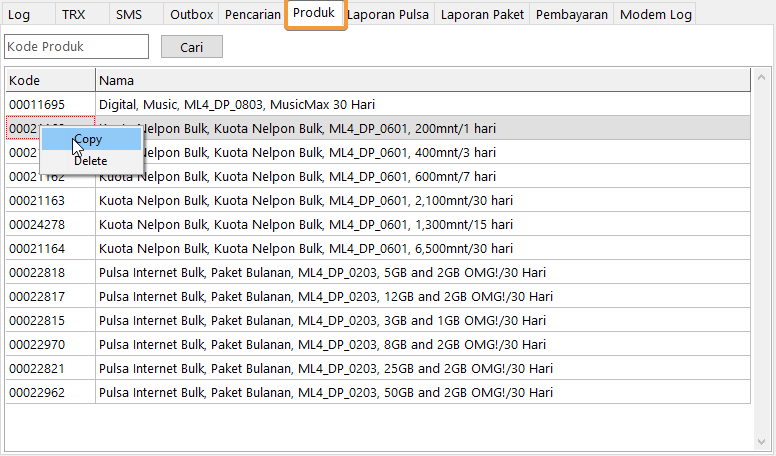 Log TRX SMS Outbox Pencarian Produk Laporan Pulsa Laporan Paket Pembayaran Modem Log
Kode Produk Cari
Kode Nama
00011695 Digital, Music, ML4_DP_0803, MusicMax 30 Hari
Nelpon Bulk, Kuota Nelpon Bulk, ML4_DP_0601, 200mnt/1 hari
Copy
Nelpon Bulk, Kuota Nelpon Bulk, ML4_DP_0601, 400mnt/3 hari
Delete
00021162 Kuota Nelpon Bulk, Kuota Nelpon Bulk, ML4_DP_0601, 600mnt/7 hari
00021163 Kuota Nelpon Bulk, Kuota Nelpon Bulk, ML4_DP_0601, 2,100mnt/30 hari
00024278 Kuota Nelpon Bulk, Kuota Nelpon Bulk, ML4_DP_0601, 1,300mnt/15 hari
00021164 Kuota Nelpon Bulk, Kuota Nelpon Bulk, ML4_DP_0601, 6,500mnt/30 hari
00022818 Pulsa Internet Bulk, Paket Bulanan, ML4_DP_0203, 5GB and 2GB OMG!/30 Hari
00022817 Pulsa Internet Bulk, Paket Bulanan, ML4_DP_0203, 12GB and 2GB OMG!/30 Hari
00022815 Pulsa Internet Bulk, Paket Bulanan, ML4_DP_0203, 3GB and 1GB OMG!/30 Hari
00022970 Pulsa Internet Bulk, Paket Bulanan, ML4_DP_0203, 8GB and 2GB OMG!/30 Hari
00022821 Pulsa Internet Bulk, Paket Bulanan, ML4_DP_0203, 25GB and 2GB OMG!/30 Hari
00022962 Pulsa Internet Bulk, Paket Bulanan, ML4_DP_0203, 50GB and 2GB OMG!/30 Hari